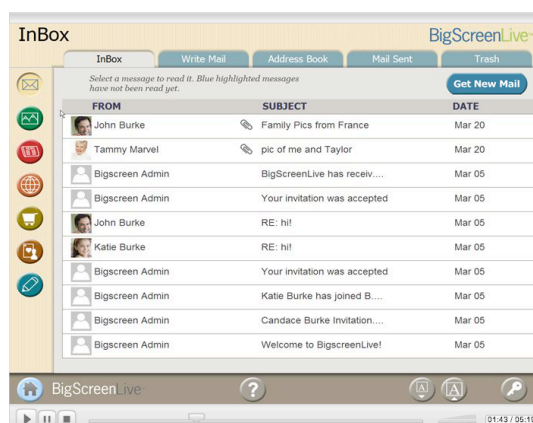 InBox
BigScreenLive
InBox Write Mail Address Book Mail Sent Trash
Select a message to read it. Blue highlighted messages
have not been read yet.
Get New Mail
FROM SUBJECT DATE
John Burke Family Pics from France Mar 20
Tammy Marvel pic of me and Taylor Mar 20
Bigscreen Admin BigScreenLive has receiv.... Mar 05
Bigscreen Admin Your invitation was accepted Mar 05
John Burke RE: hi! Mar 05
Katie Burke RE: hi! Mar 05
Bigscreen Admin Your invitation was accepted Mar 05
Bigscreen Admin Katie Burke has joined B.... Mar 05
Bigscreen Admin Candace Burke Invitation.... Mar 05
Bigscreen Admin Welcome to BigscreenLive! Mar 05
BigScreenLive ? A A
01:43 / 05:19